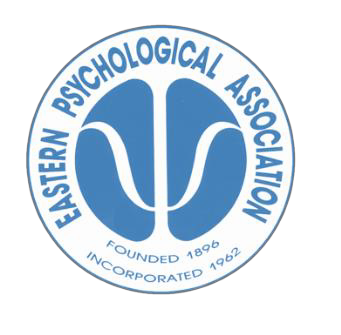 EASTERN PSYCHOLOGICAL ASSOCIATION
FOUNDED 1896
INCORPORATED 1962